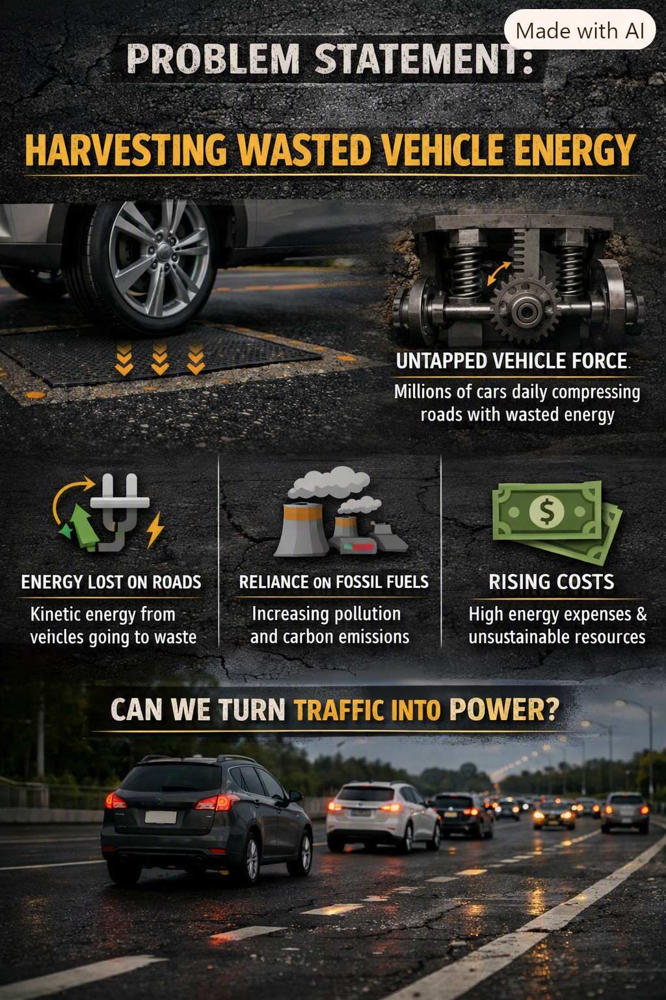 Made with AI
PROBLEM STATEMENT:
HARVESTING WASTED VEHICLE ENERGY
UNTAPPED VEHICLE FORCE.
Millions of cars daily compressing
roads with wasted energy
ENERGY LOST ON ROADS
Kinetic energy from
vehicles going to waste
RELIANCE ON FOSSIL FUELS
Increasing pollution
and carbon emissions
$
RISING COSTS
High energy expenses &
unsustainable resources
CAN WE TURN TRAFFIC INTO POWER?